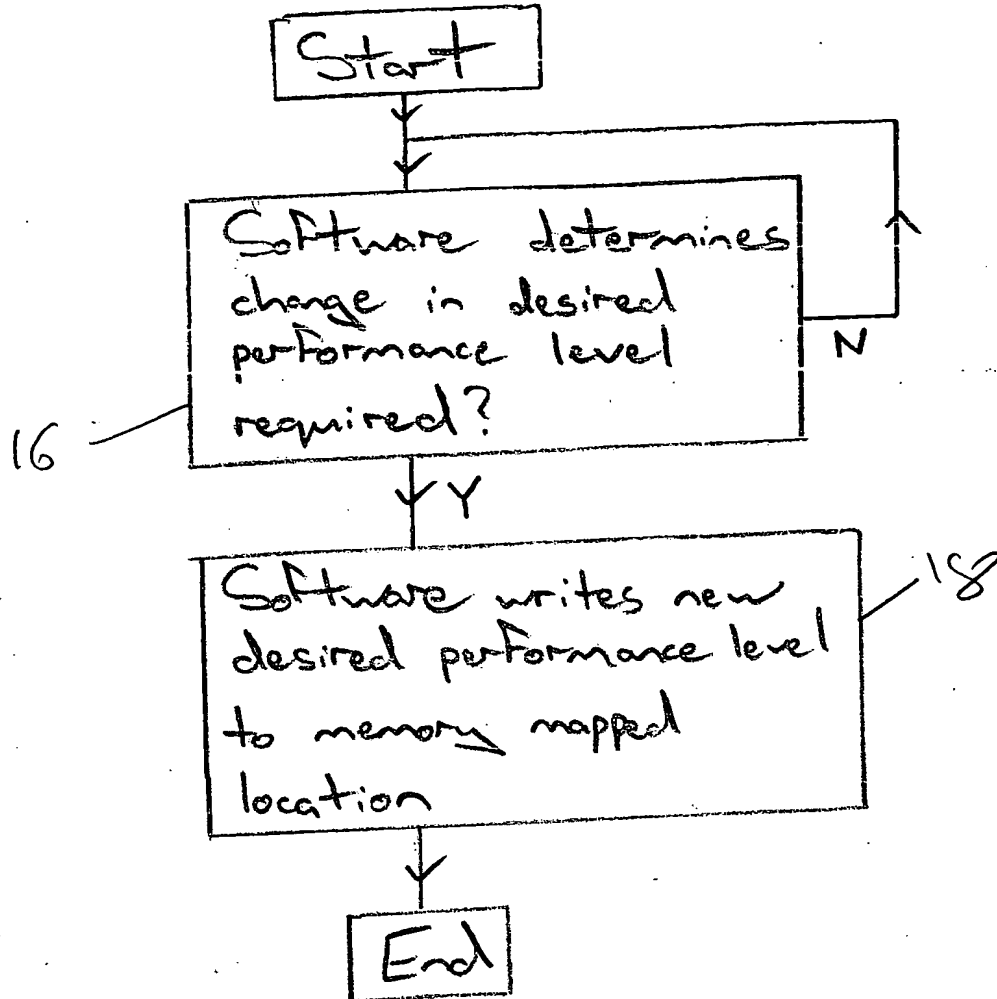 Start
Software determines
change in desired
performance level
required?
N
16
Y
Software writes new
desired performance level
to memory mapped
location
18
End